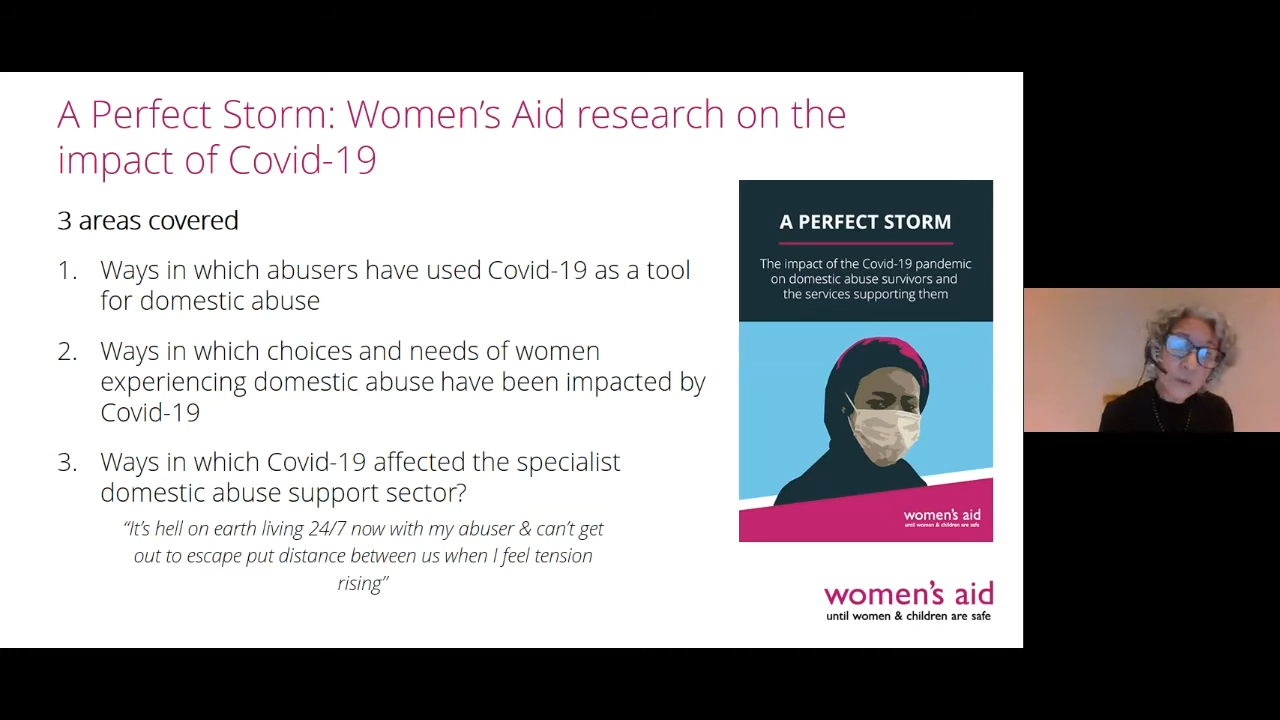 A Perfect Storm: Women’s Aid research on the
impact of Covid-19
3 areas covered
1. Ways in which abusers have used Covid-19 as a tool
for domestic abuse
2. Ways in which choices and needs of women
experiencing domestic abuse have been impacted by
Covid-19
3. Ways in which Covid-19 affected the specialist
domestic abuse support sector?
“It’s hell on earth living 24/7 now with my abuser & can’t get
out to escape put distance between us when I feel tension
rising”
A PERFECT STORM
The impact of the Covid-19 pandemic
on domestic abuse survivors and
the services supporting them
women’s aid
until women & children are safe
women’s aid
until women & children are safe